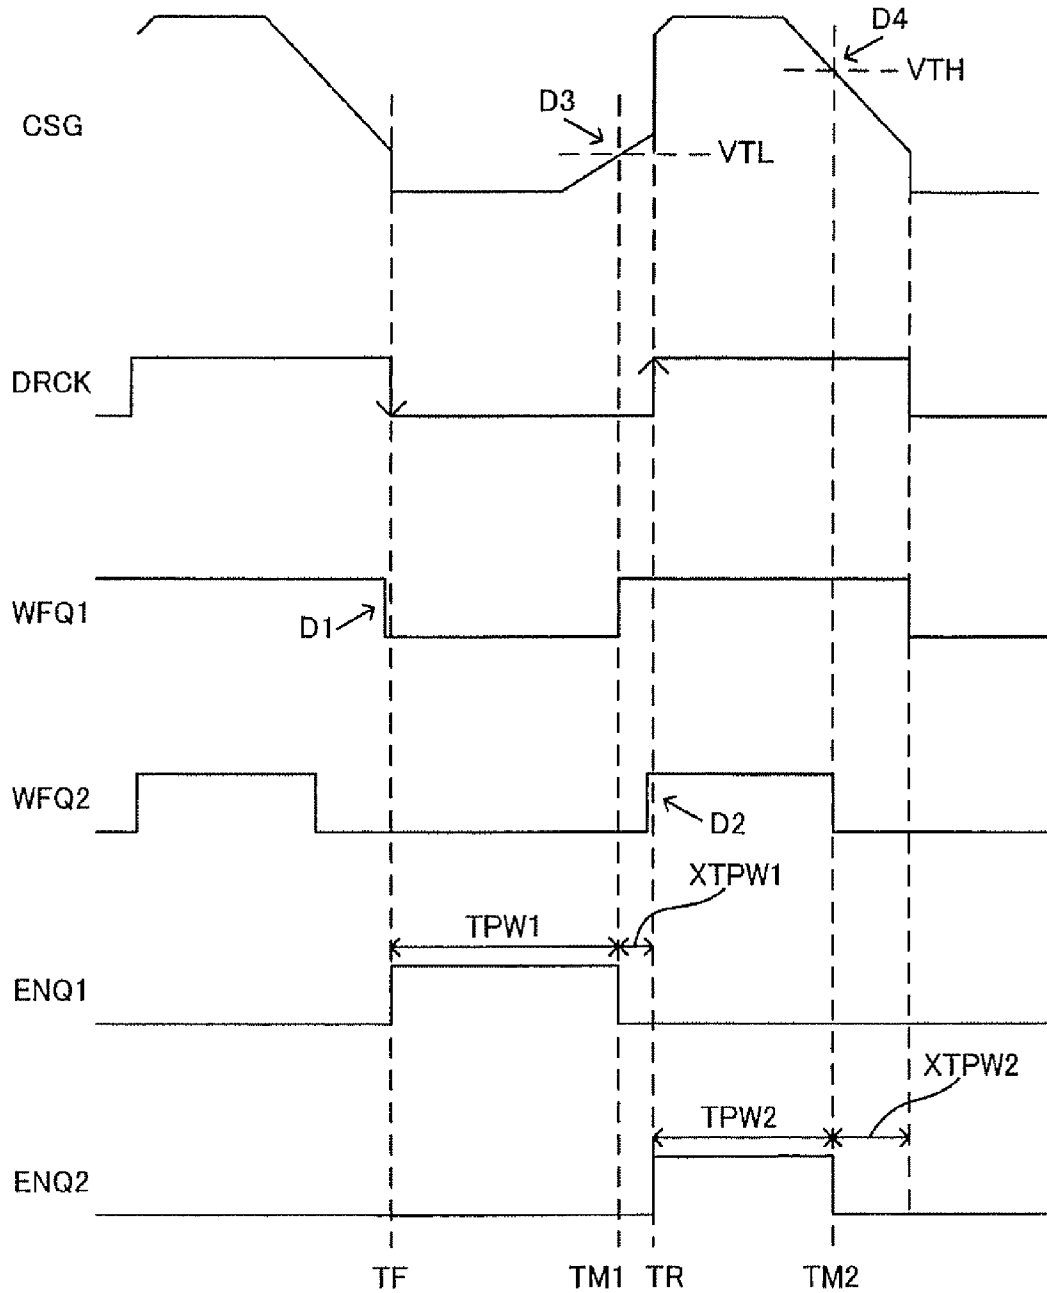 D4
VTH
D3
CSG
VTL
DRCK
WFQ1
D1
WFQ2
D2
XTPW1
TPW1
ENQ1
XTPW2
TPW2
ENQ2
TF TM1 TR TM2